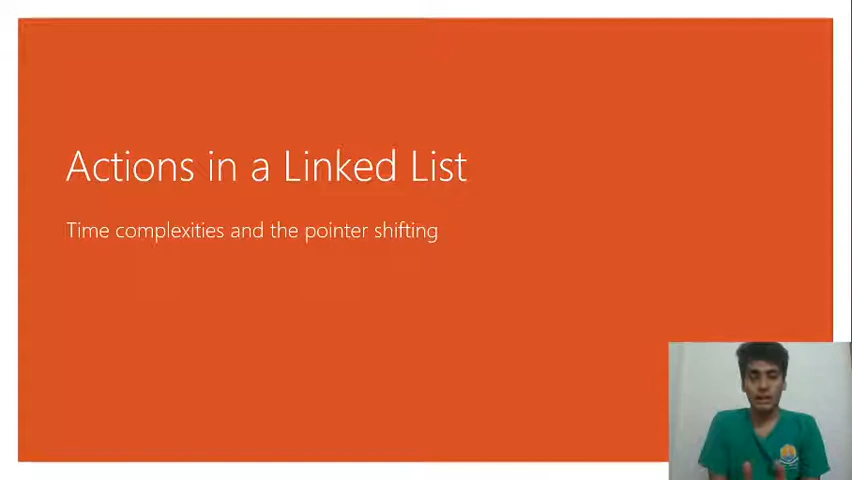 Actions in a Linked List
Time complexities and the pointer shifting